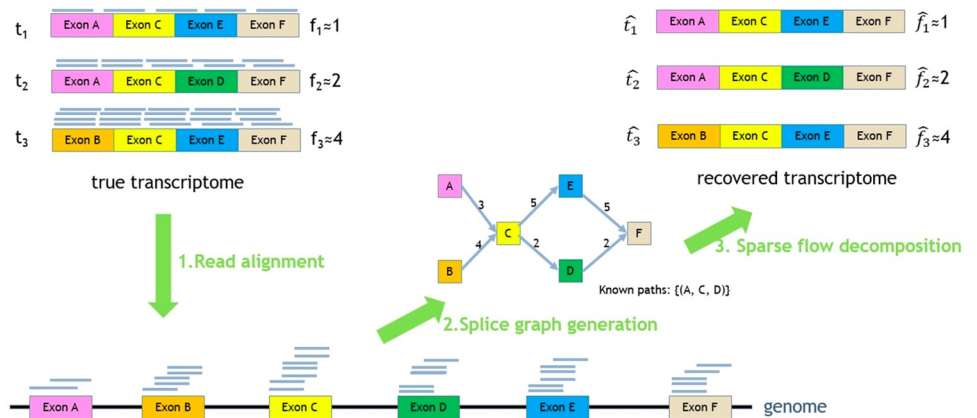 t₁ Exon A Exon C Exon E Exon F f₁≈1
t₂ Exon A Exon C Exon D Exon F f₂≈2
t₃ Exon B Exon C Exon E Exon F f₃≈4
true transcriptome
t̂₁ Exon A Exon C Exon E Exon F f̂₁≈1
t̂₂ Exon A Exon C Exon D Exon F f̂₂≈2
t̂₃ Exon B Exon C Exon E Exon F f̂₃≈4
recovered transcriptome
1.Read alignment
A E
3 5 5
C F
4 2 2
B D
Known paths: {(A, C, D)}
3. Sparse flow decomposition
2.Splice graph generation
Exon A Exon B Exon C Exon D Exon E Exon F genome